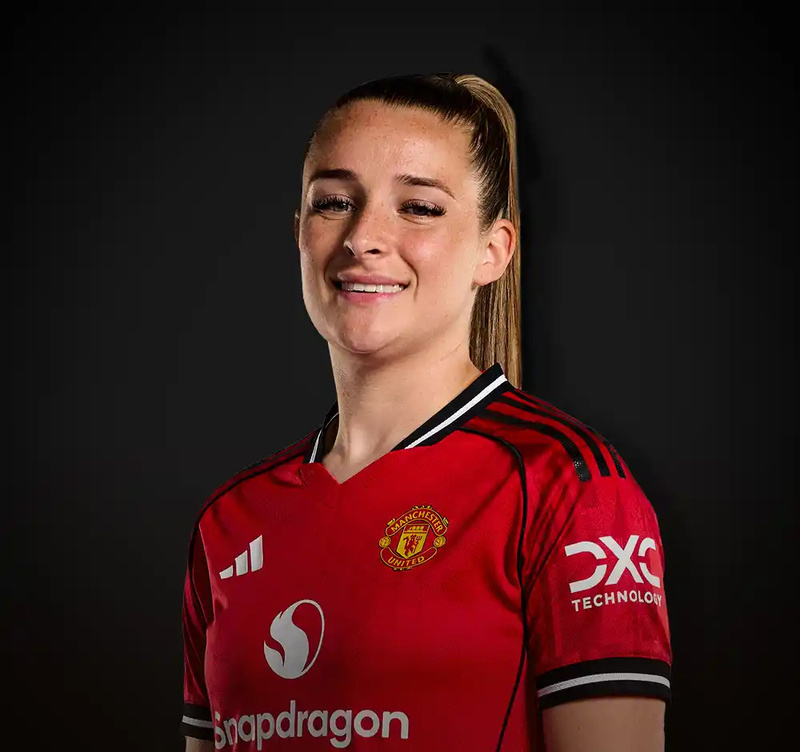 MANCHESTER
UNITED
DXC
TECHNOLOGY
Snapdragon